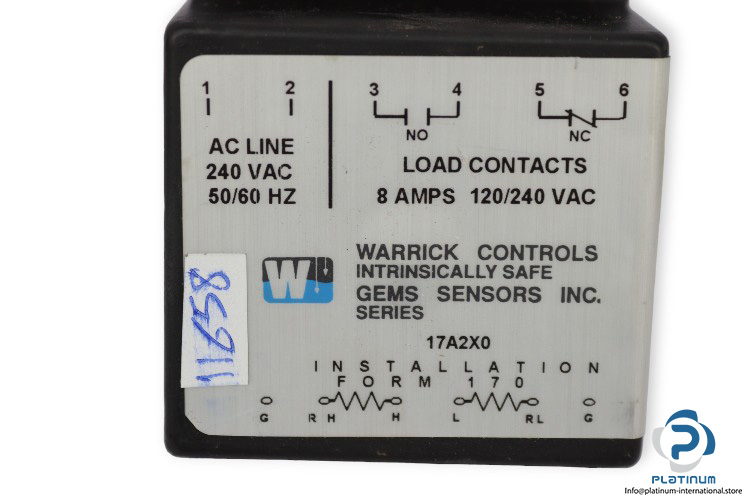 1 2 3 4 5 6
NO NC
AC LINE
240 VAC
50/60 HZ
LOAD CONTACTS
8 AMPS 120/240 VAC
11658
W
WARRICK CONTROLS
INTRINSICALLY SAFE
GEMS SENSORS INC.
SERIES
17A2X0
INSTALLATION
FORM 170
G RH H L RL G
PLATINUM
Info@platinum-international.store